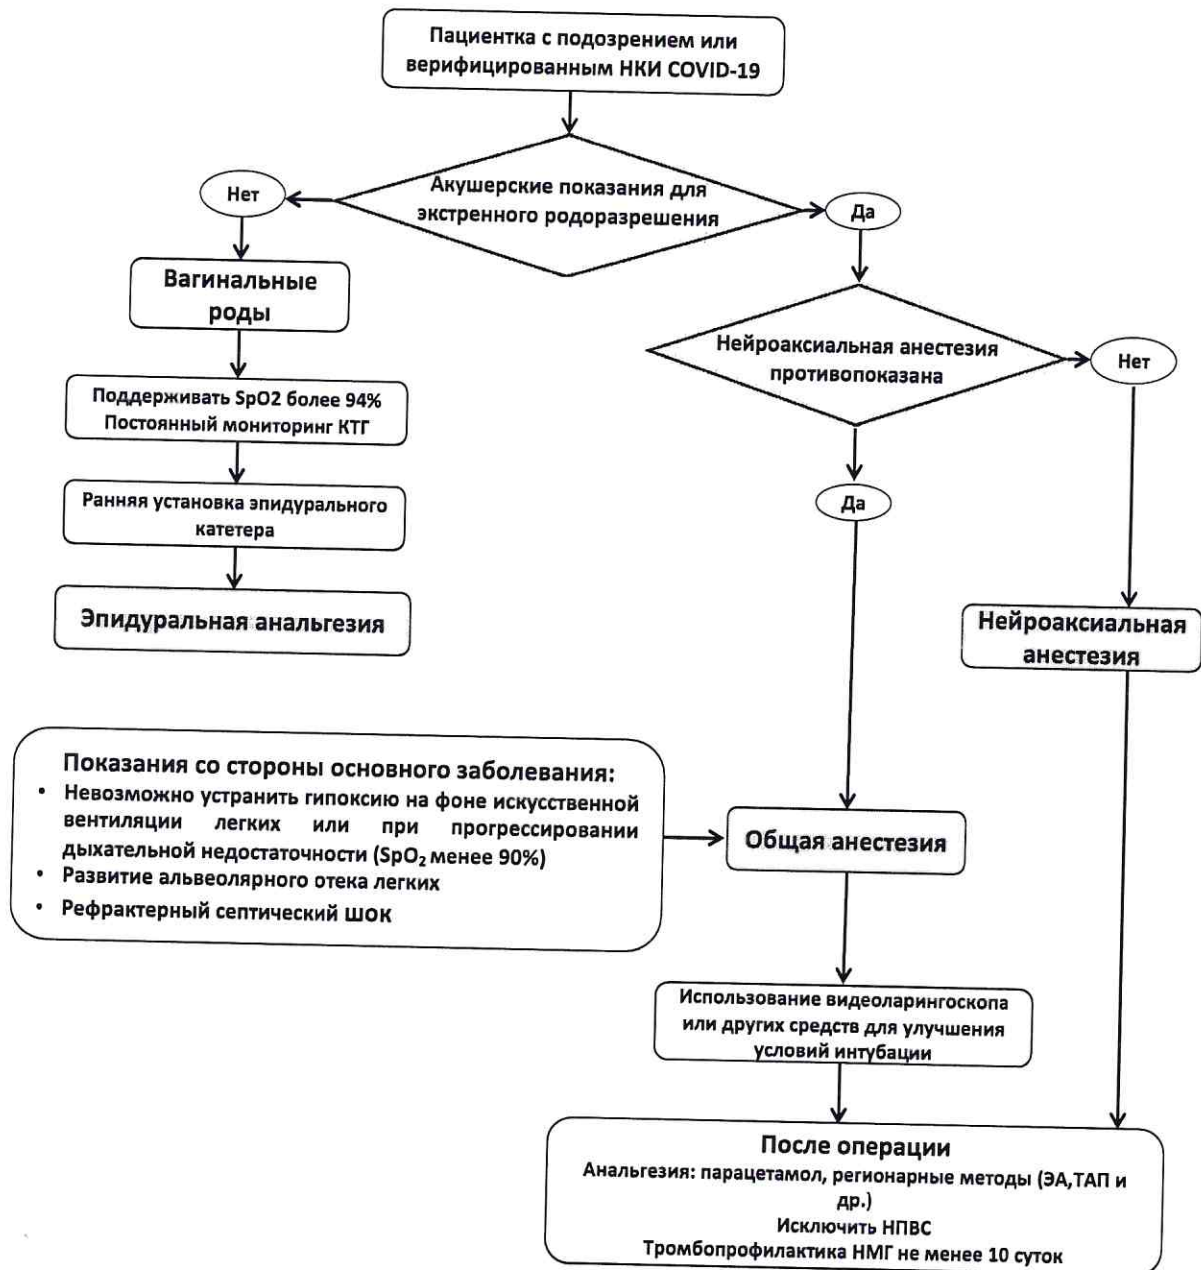 Пациентка с подозрением или
верифицированным НКИ COVID-19
Акушерские показания для
экстренного родоразрешения
Нет
Да
Вагинальные
роды
Нейроаксиальная анестезия
противопоказана
Нет
Поддерживать SpO2 более 94%
Постоянный мониторинг КТГ
Ранняя установка эпидурального
катетера
Да
Эпидуральная анальгезия
Нейроаксиальная
анестезия
Показания со стороны основного заболевания:
• Невозможно устранить гипоксию на фоне искусственной
вентиляции легких или при прогрессировании
дыхательной недостаточности (SpO₂ менее 90%)
• Развитие альвеолярного отека легких
• Рефрактерный септический шок
Общая анестезия
Использование видеоларингоскопа
или других средств для улучшения
условий интубации
После операции
Анальгезия: парацетамол, регионарные методы (ЭА,ТАП и
др.)
Исключить НПВС
Тромбопрофилактика НМГ не менее 10 суток